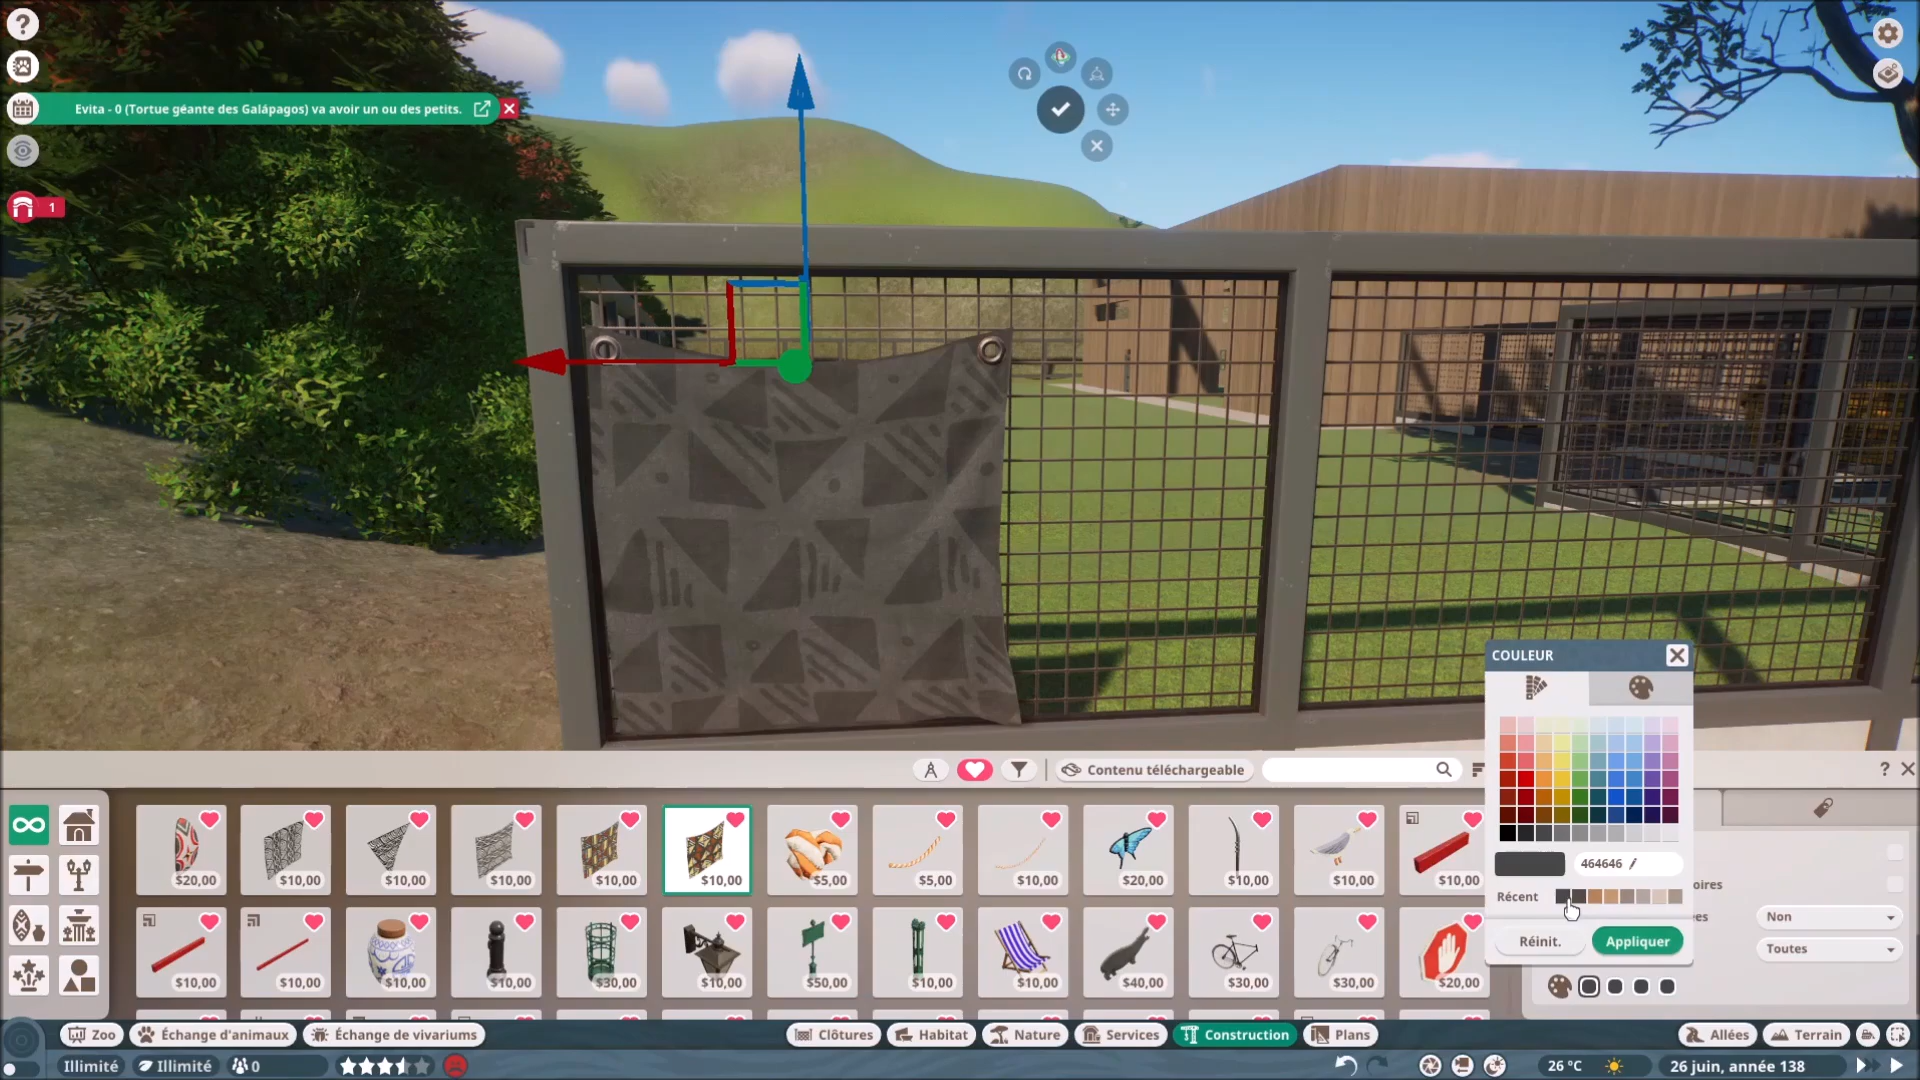 Evita - 0 (Tortue géante des Galápagos) va avoir un ou des petits.
1
COULEUR
464646
Récent
Réinit.
Appliquer
Contenu téléchargeable
?
oires
es
Non
Toutes
$20,00
$10,00
$10,00
$10,00
$10,00
$10,00
$5,00
$5,00
$10,00
$20,00
$10,00
$10,00
$10,00
$10,00
$10,00
$10,00
$10,00
$30,00
$10,00
$50,00
$10,00
$10,00
$40,00
$30,00
$30,00
$20,00
Zoo
Échange d'animaux
Échange de vivariums
Clôtures
Habitat
Nature
Services
Construction
Plans
Allées
Terrain
Illimité
Illimité
0
26 °C
26 juin, année 138